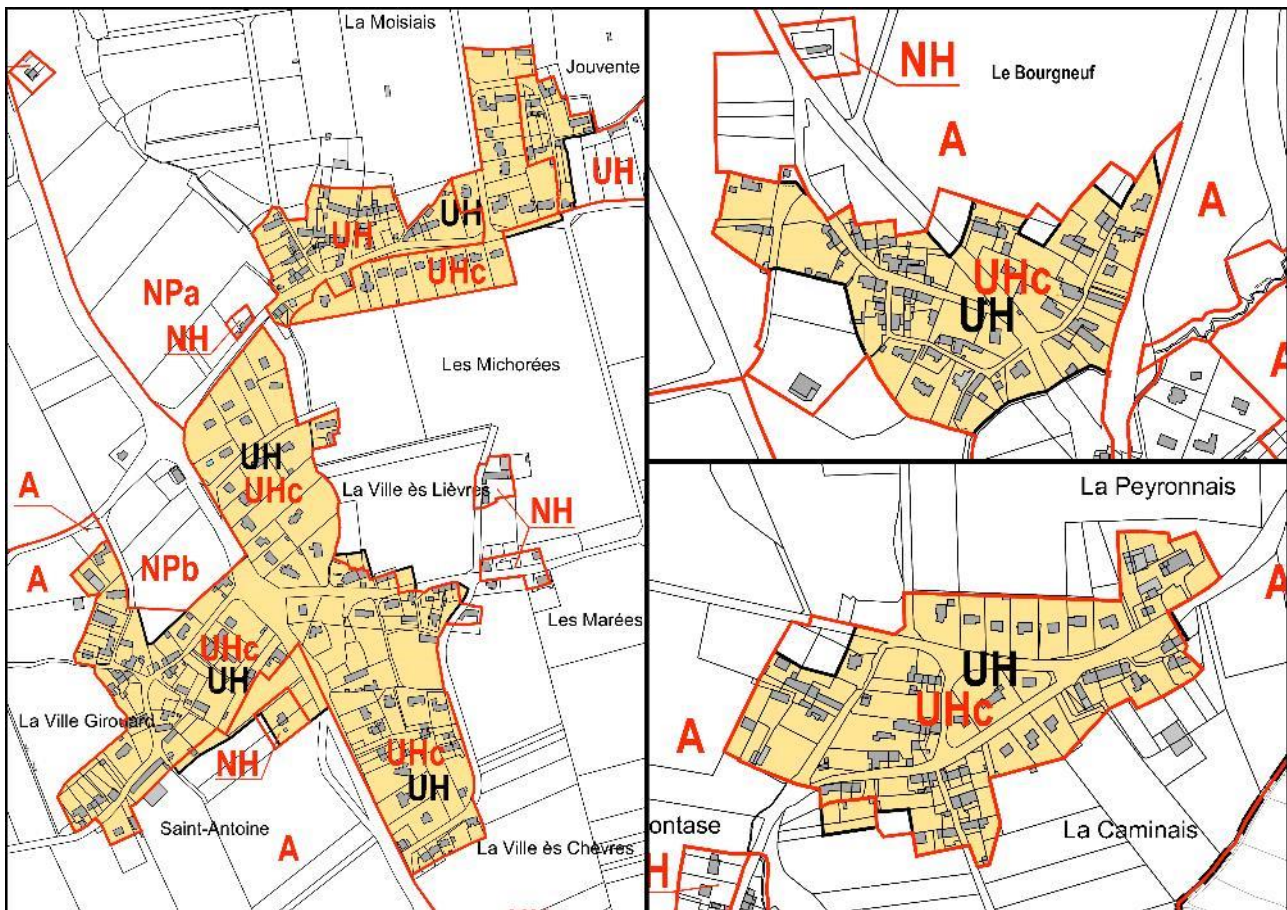 La Moisiais
Jouvente
UH
UH
UH
UHc
NPa
NH
Les Michorées
UH
UHc
La Ville ès Lièvres
A
NH
NPb
A
Les Marées
UHc
UH
La Ville Girouard
NH
UHc
UH
Saint-Antoine
A
La Ville ès Chèvres
NH
Le Bourgneuf
A
A
UHc
UH
A
La Peyronnais
A
UH
UHc
A
ontase
La Caminais
H